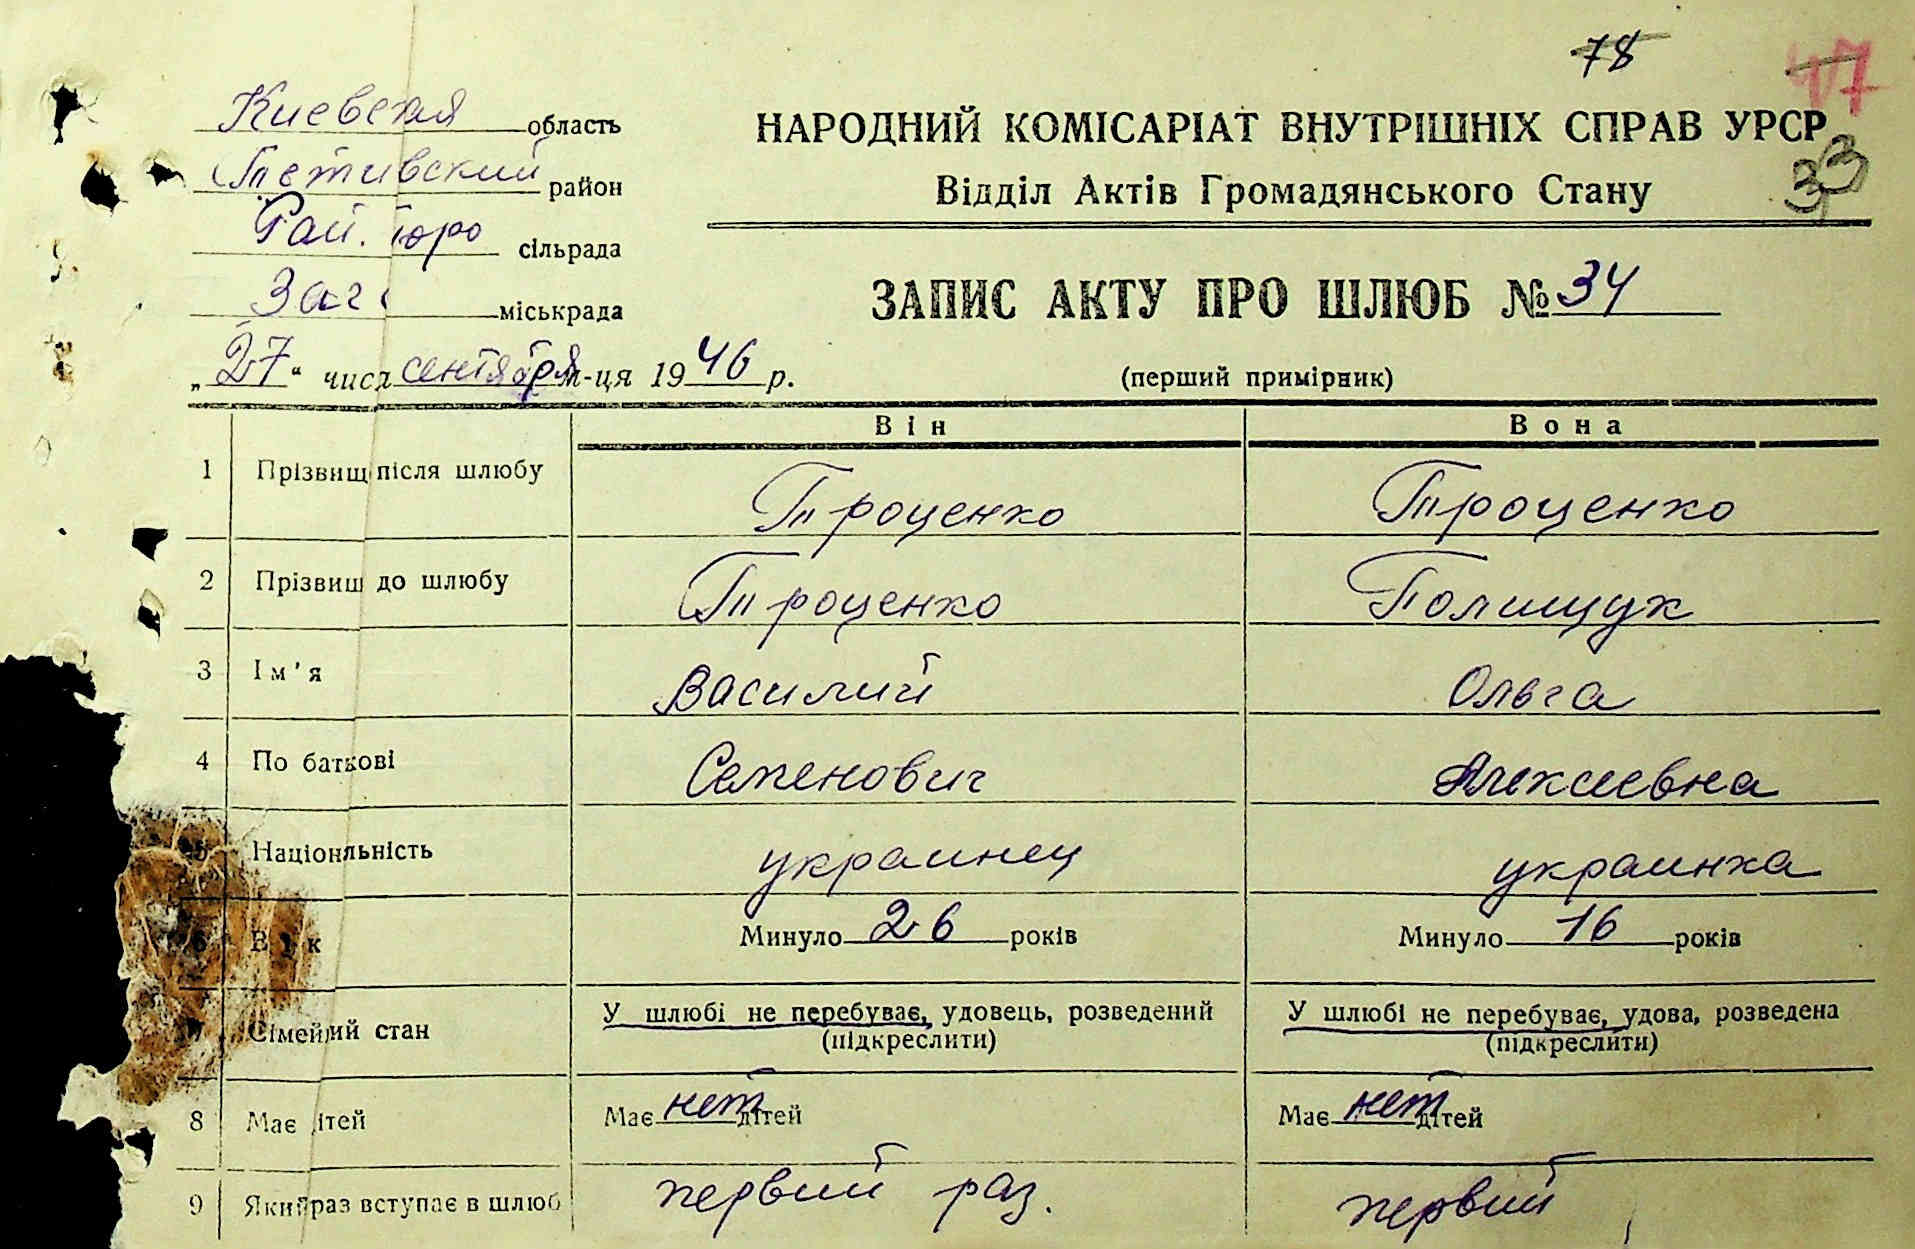 78
47
33
Киевская область
Тетиевский район
Рай. бюро сільрада
Загс міськрада
„27“ числ сентября м-ця 1946 р.
НАРОДНИЙ КОМІСАРІАТ ВНУТРІШНІХ СПРАВ УРСР
Відділ Актів Громадянського Стану
ЗАПИС АКТУ ПРО ШЛЮБ № 34
(перший примірник)
Він Вона
1 Прізвищ після шлюбу Троценко Троценко
2 Прізвищ до шлюбу Троценко Полищук
3 Ім'я Василий Ольга
4 По батькові Семенович Алексеевна
5 Національність украинец украинка
6 Вік Минуло 26 років Минуло 16 років
7 Сімейний стан У шлюбі не перебуває, удовець, розведений У шлюбі не перебуває, удова, розведена
(підкреслити) (підкреслити)
8 Має дітей Має нет дітей Має нет дітей
9 Який раз вступає в шлюб первий раз. первий